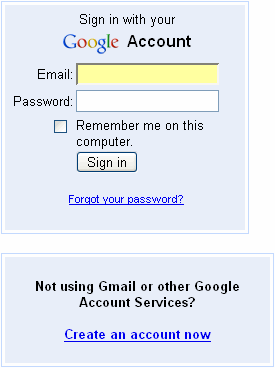 Sign in with your
Google Account
Email:
Password:
Remember me on this
computer.
Sign in
Forgot your password?
Not using Gmail or other Google
Account Services?
Create an account now